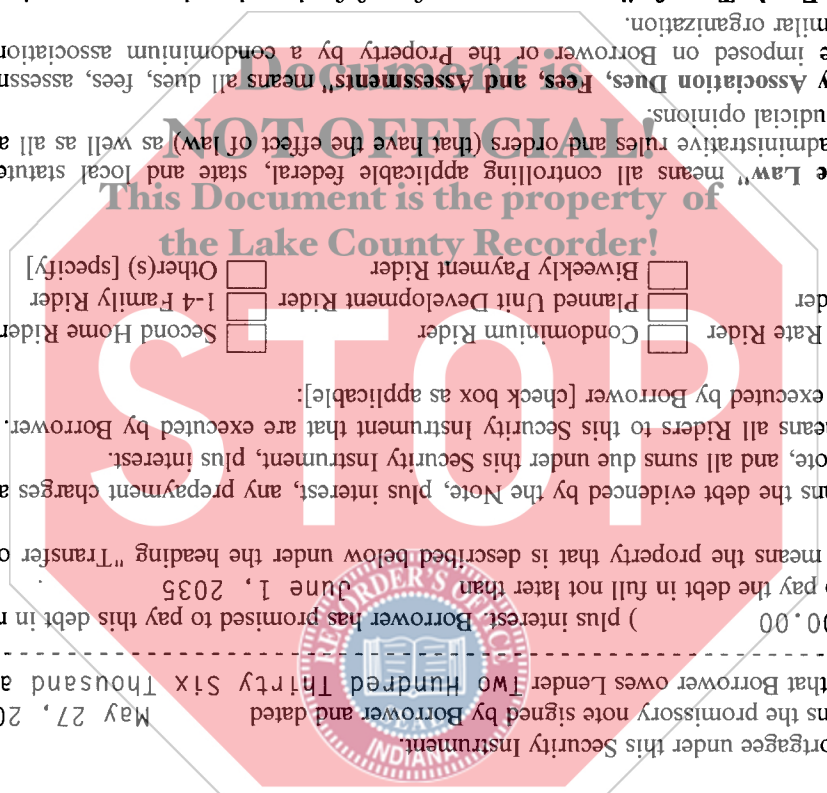 ortgagee under this Security Instrument.
ns the promissory note signed by Borrower and dated May 27, 20
that Borrower owes Lender Two Hundred Thirty Six Thousand a
00.00 ) plus interest. Borrower has promised to pay this debt in r
pay the debt in full not later than June 1, 2035 .
means the property that is described below under the heading "Transfer o
ns the debt evidenced by the Note, plus interest, any prepayment charges a
ote, and all sums due under this Security Instrument, plus interest.
eans all Riders to this Security Instrument that are executed by Borrower.
executed by Borrower [check box as applicable]:
Rate Rider Condominium Rider Second Home Rider
der Planned Unit Development Rider 1-4 Family Rider
Biweekly Payment Rider Other(s) [specify]
e Law" means all controlling applicable federal, state and local statute
administrative rules and orders (that have the effect of law) as well as all a
udicial opinions.
y Association Dues, Fees, and Assessments" means all dues, fees, assess
e imposed on Borrower or the Property by a condominium association
milar organization.
Document is
NOT OFFICIAL!
This Document is the property of
the Lake County Recorder!
STOP
RECORDER'S OFFICE
INDIANA